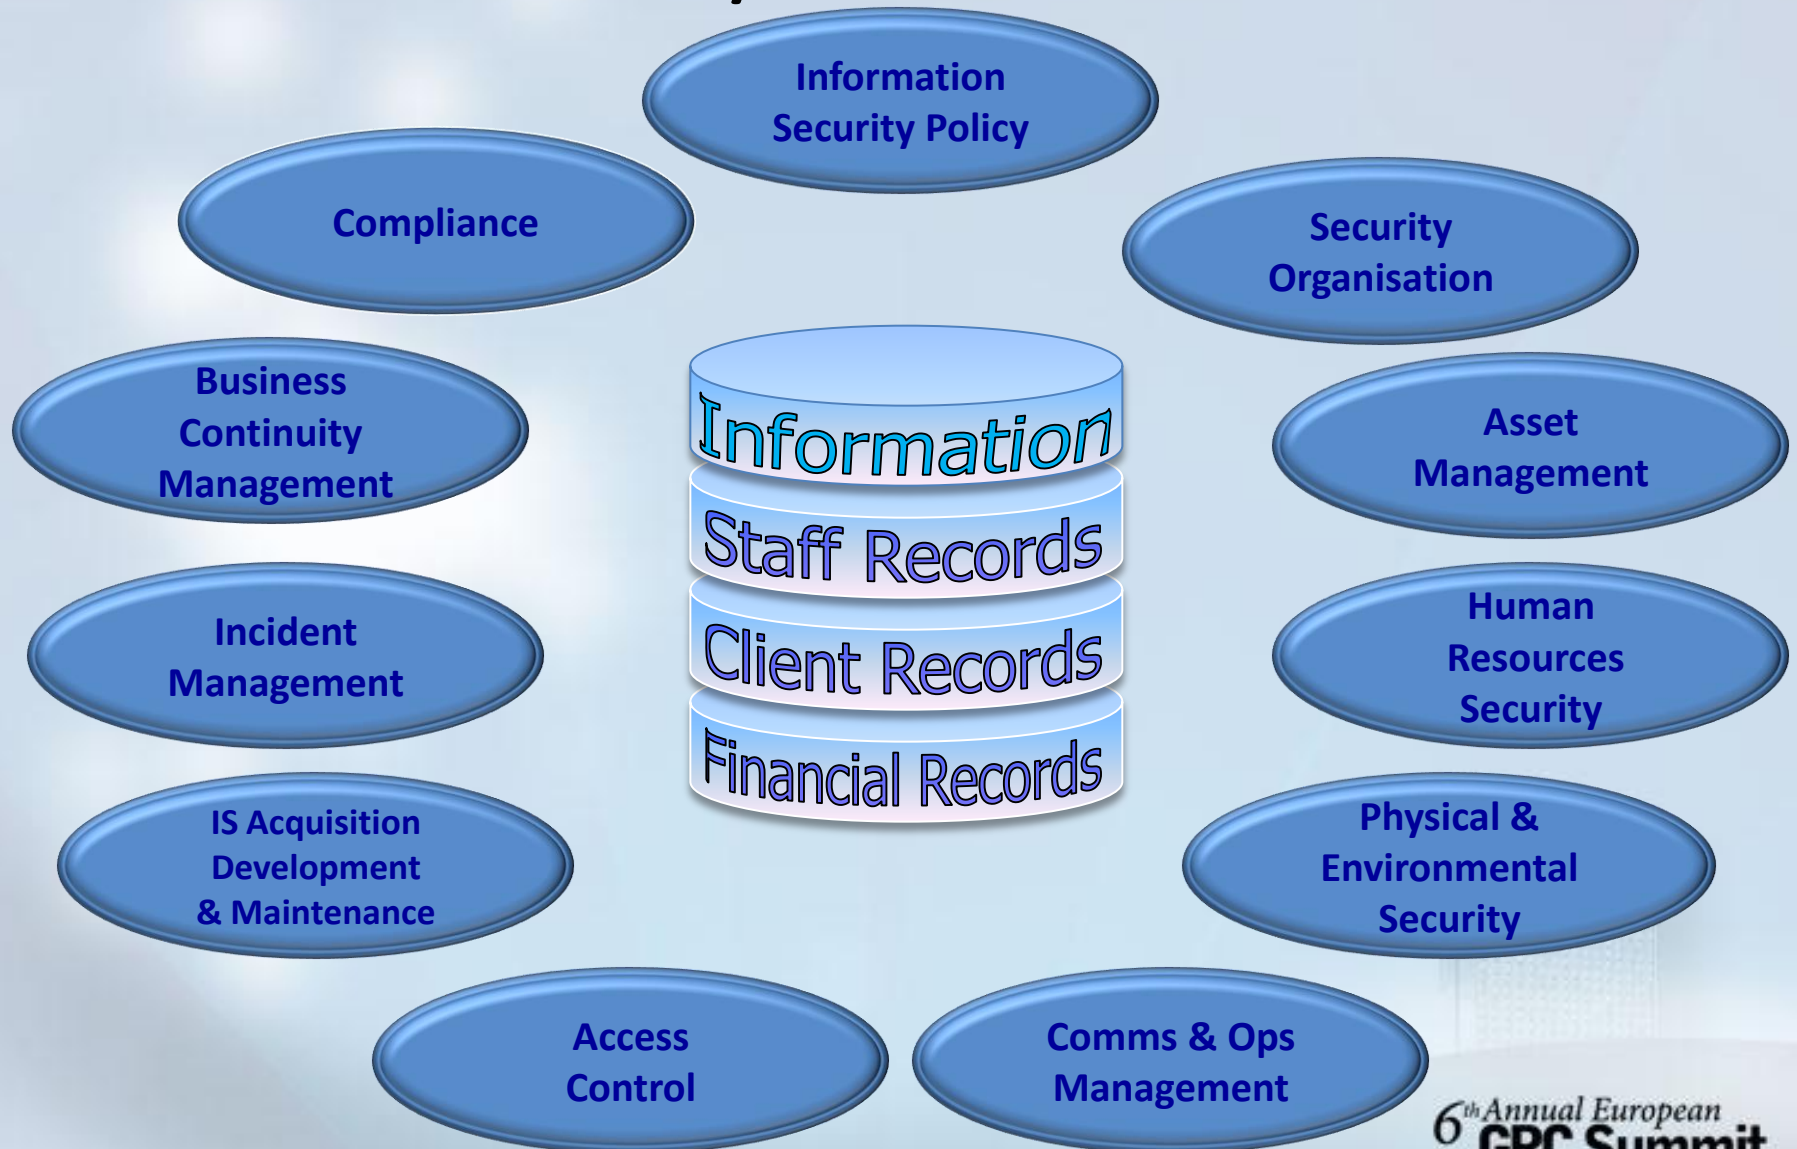 Information
Security Policy
Compliance
Security
Organisation
Business
Continuity
Management
Asset
Management
Information
Staff Records
Client Records
Financial Records
Incident
Management
Human
Resources
Security
IS Acquisition
Development
& Maintenance
Physical &
Environmental
Security
Access
Control
Comms & Ops
Management
6th Annual European
GRC Summit